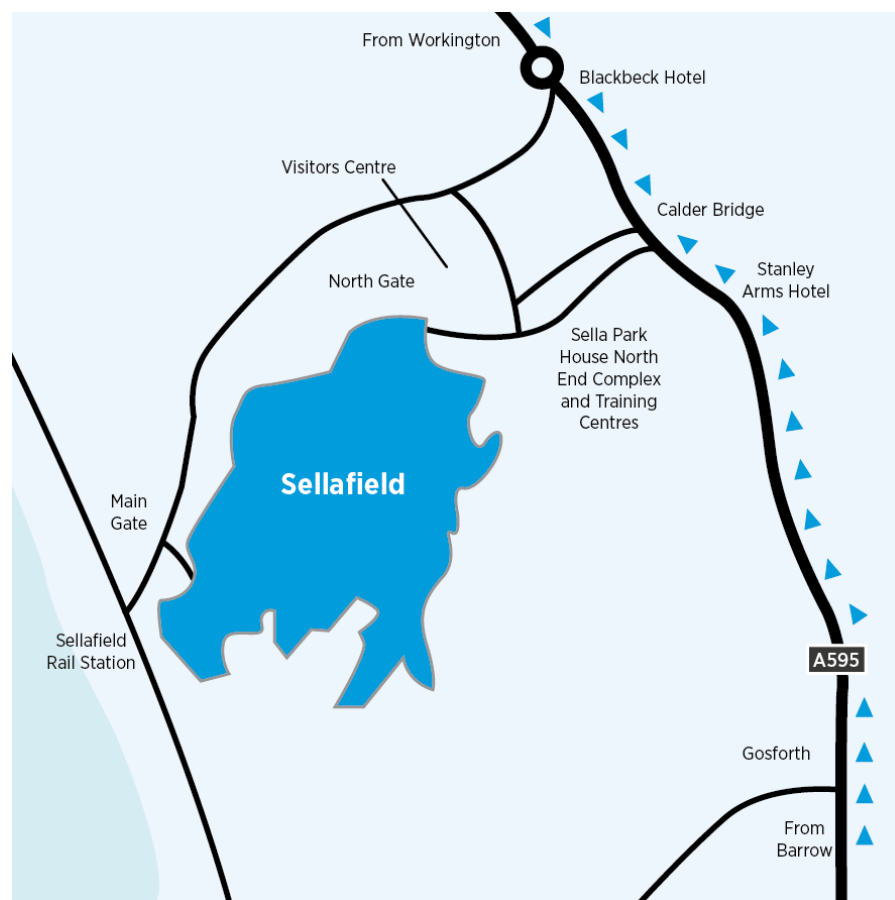 From Workington
Blackbeck Hotel
Visitors Centre
Calder Bridge
North Gate
Stanley
Arms Hotel
Sella Park
House North
End Complex
and Training
Centres
Sellafield
Main
Gate
Sellafield
Rail Station
A595
Gosforth
From
Barrow